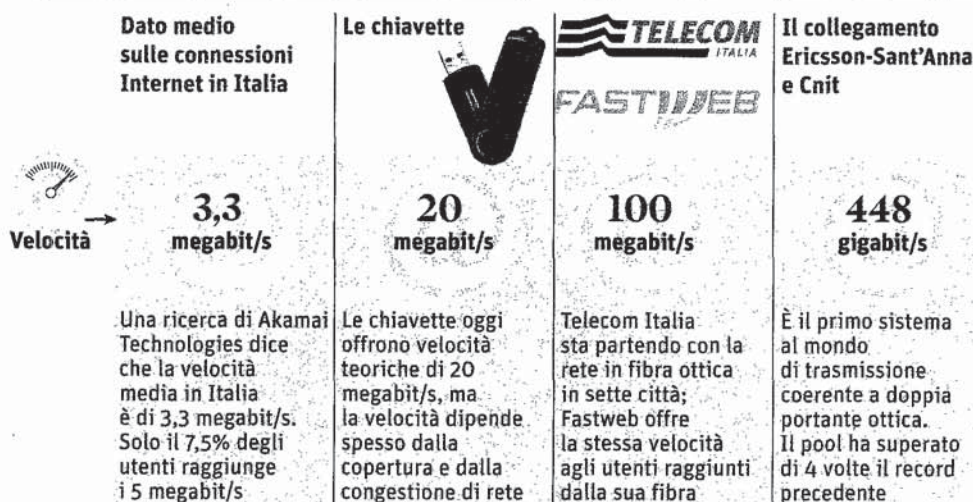 Dato medio
sulle connessioni
Internet in Italia
Le chiavette
TELECOM
ITALIA
FASTWEB
Il collegamento
Ericsson-Sant'Anna
e Cnit
Velocità
3,3
megabit/s
20
megabit/s
100
megabit/s
448
gigabit/s
Una ricerca di Akamai
Technologies dice
che la velocità
media in Italia
è di 3,3 megabit/s.
Solo il 7,5% degli
utenti raggiunge
i 5 megabit/s
Le chiavette oggi
offrono velocità
teoriche di 20
megabit/s, ma
la velocità dipende
spesso dalla
copertura e dalla
congestione di rete
Telecom Italia
sta partendo con la
rete in fibra ottica
in sette città;
Fastweb offre
la stessa velocità
agli utenti raggiunti
dalla sua fibra
È il primo sistema
al mondo
di trasmissione
coerente a doppia
portante ottica.
Il pool ha superato
di 4 volte il record
precedente